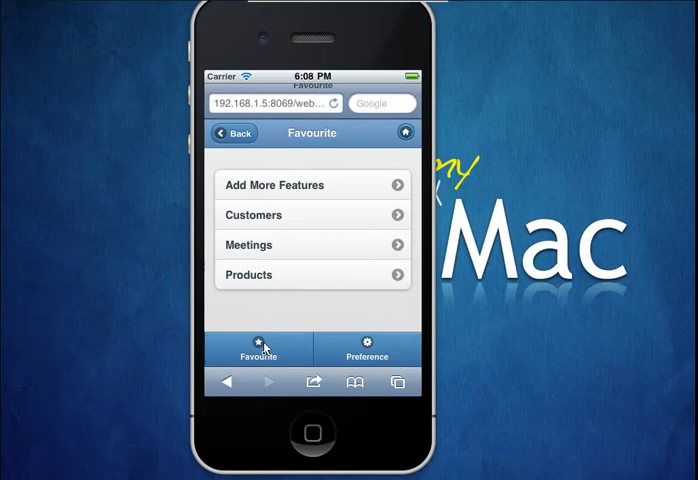 Carrier 6:08 PM
Favourite
192.168.1.5:8069/web... Google
Back Favourite
Add More Features
Customers
Meetings
Products
Favourite Preference
my
Mac